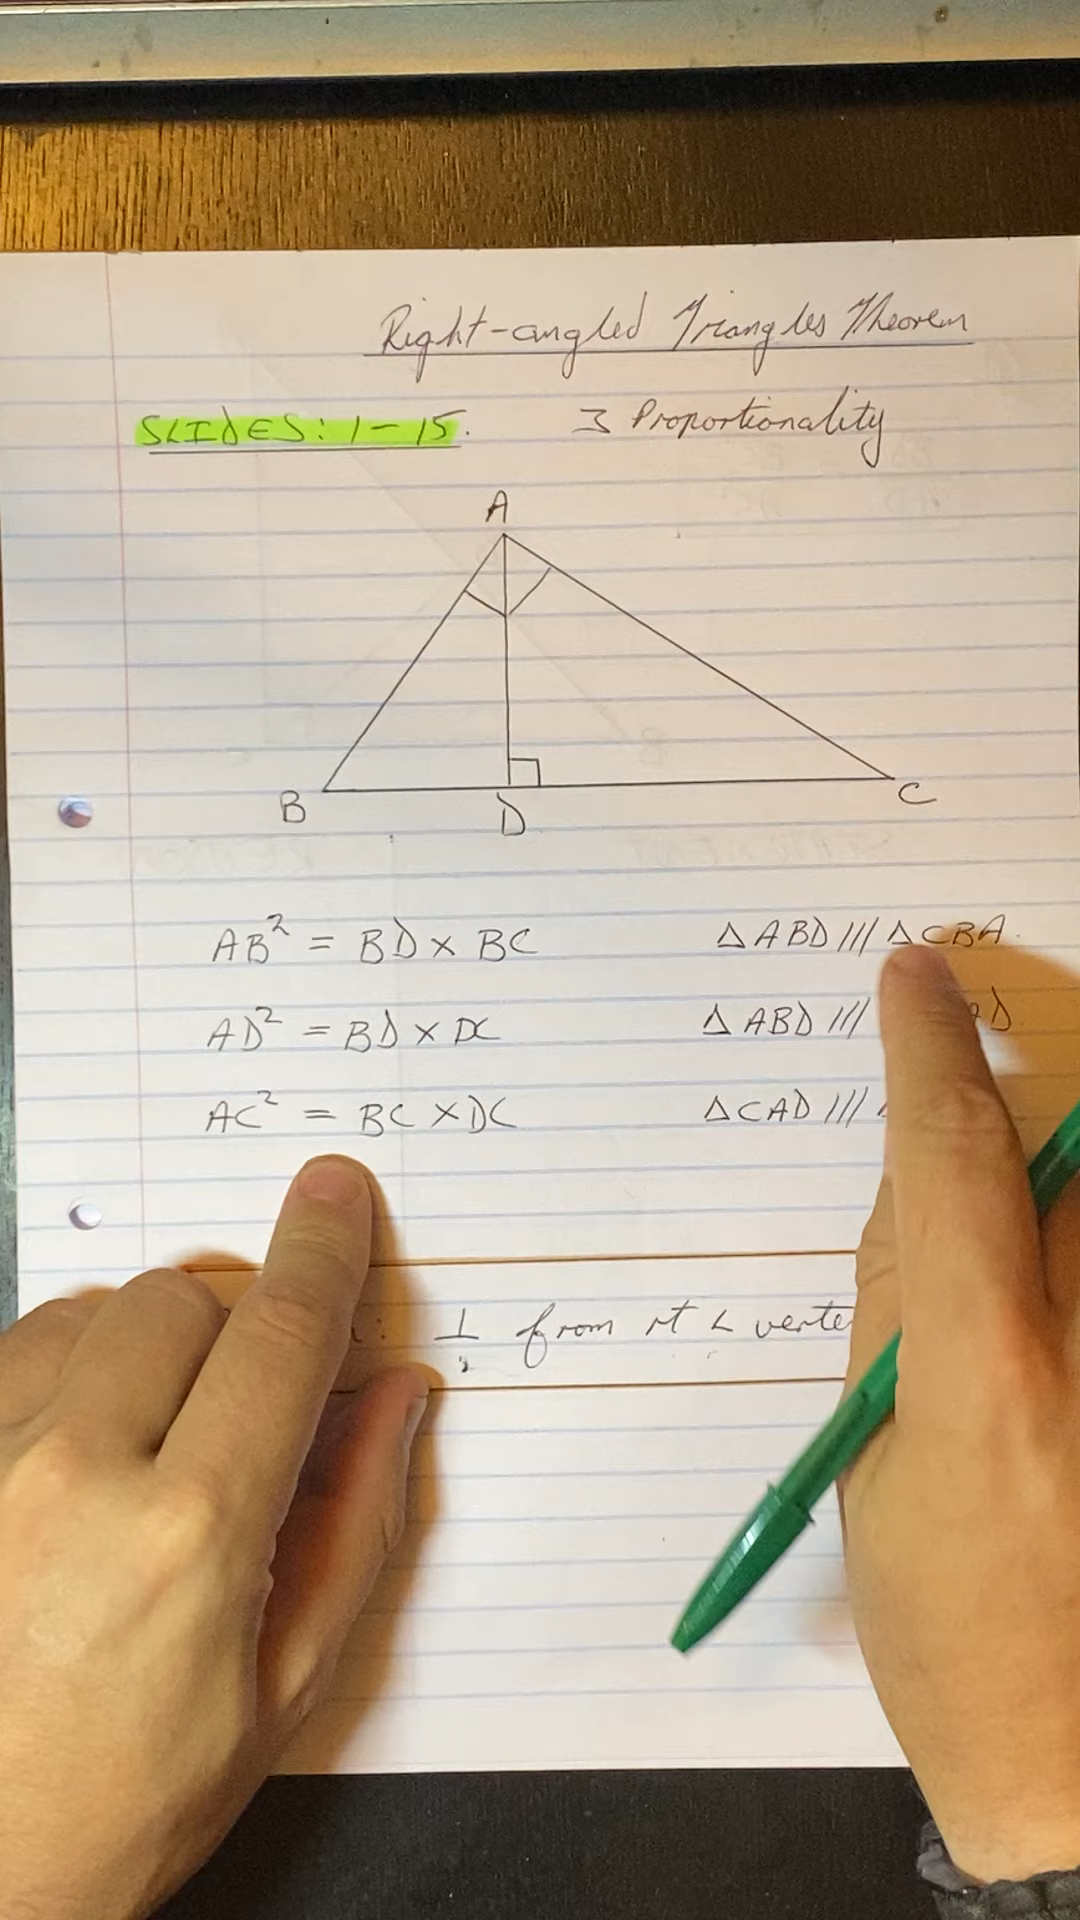 Right-angled Triangles Theorem
SLIDES: 1-15.
3 Proportionality
A
B
D
C
AB² = BD × BC
ΔABD /// ΔCBA.
AD² = BD × DC
ΔABD /// AD.
AC² = BC × DC
ΔCAD ///
: ⊥ from rt ∠